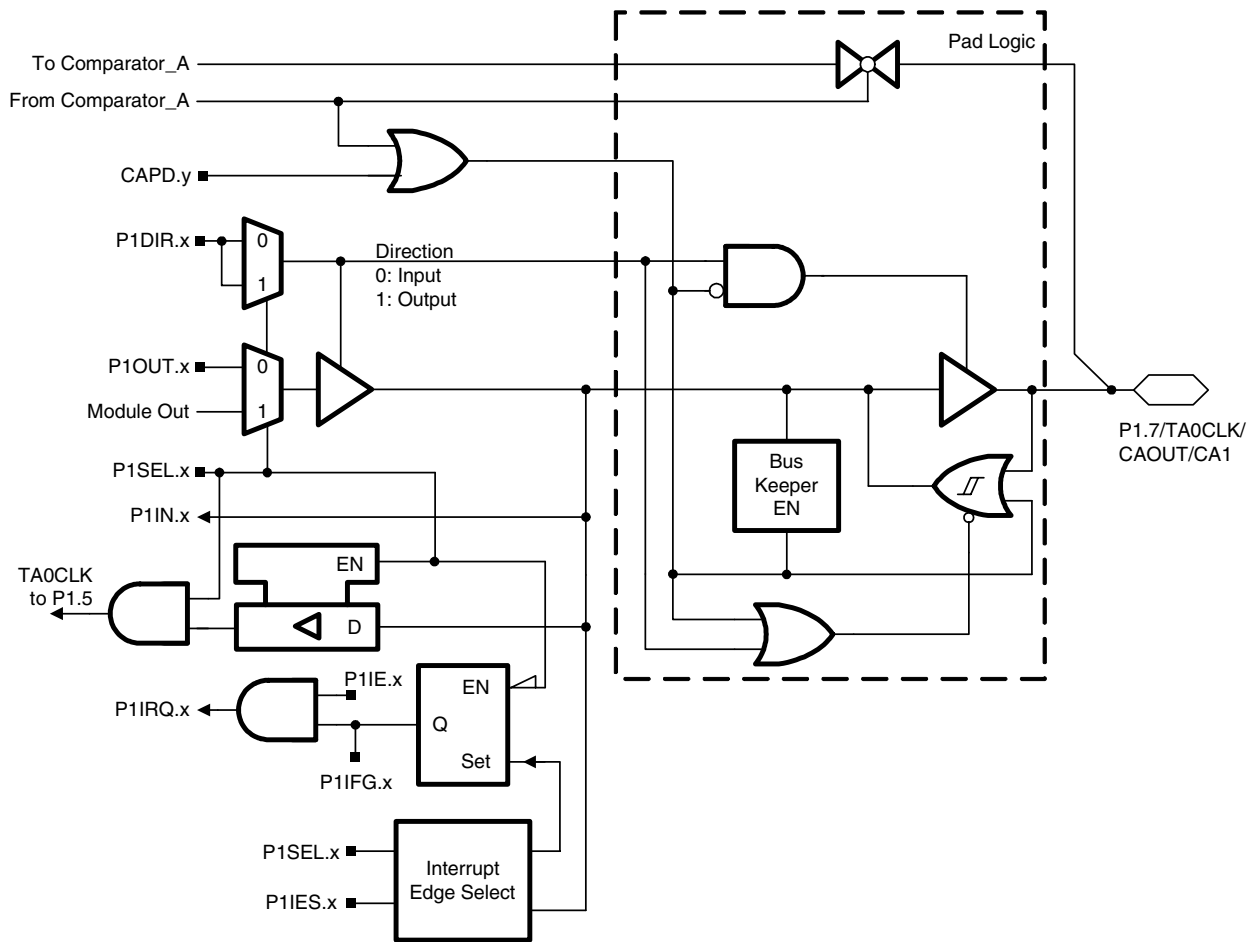 Pad Logic
To Comparator_A
From Comparator_A
CAPD.y
P1DIR.x
0
1
Direction
0: Input
1: Output
P1OUT.x
0
Module Out
1
P1.7/TA0CLK/
CAOUT/CA1
Bus
Keeper
EN
P1SEL.x
P1IN.x
TA0CLK
to P1.5
EN
D
P1IE.x
P1IRQ.x
EN
Q
Set
P1IFG.x
P1SEL.x
P1IES.x
Interrupt
Edge Select